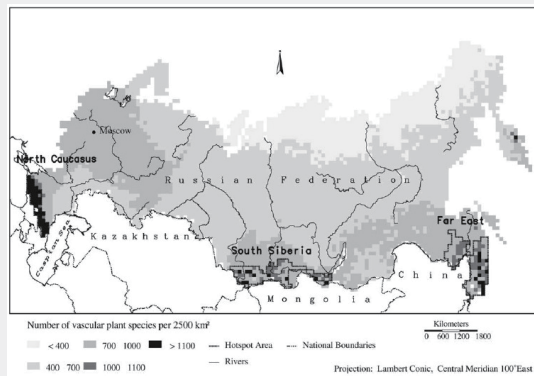 Moscow
North Caucasus
Russian Federation
Far East
Kazakhstan
Caspian Sea
South Siberia
China
Mongolia
Number of vascular plant species per 2500 km²
< 400 700 1000 > 1100 Hotspot Area National Boundaries
400 700 1000 1100 Rivers
Kilometers
0 600 1200 1800
Projection: Lambert Conic, Central Meridian 100°East